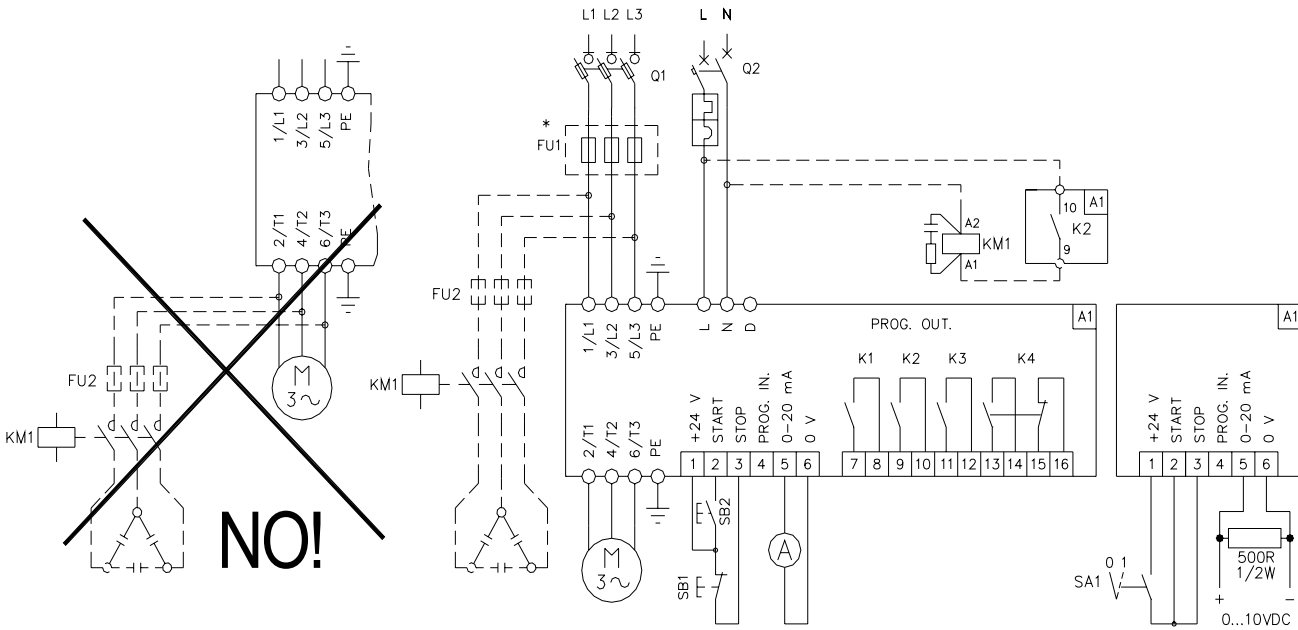 L1 L2 L3
L N
Q1
Q2
*
FU1
1/L1
3/L2
5/L3
PE
2/T1
4/T2
6/T3
PE
FU2
KM1
M
3~
NO!
FU2
KM1
A2
KM1
A1
10
K2
9
A1
1/L1
3/L2
5/L3
PE
L
N
D
PROG. OUT.
A1
K1 K2 K3 K4
2/T1
4/T2
6/T3
PE
+24 V
START
STOP
PROG. IN.
0-20 mA
0 V
1 2 3 4 5 6
7 8 9 10 11 12 13 14 15 16
SB2
SB1
A
M
3~
A1
+24 V
START
STOP
PROG. IN.
0-20 mA
0 V
1 2 3 4 5 6
0 1
SA1
500R
1/2W
+ -
0...10VDC